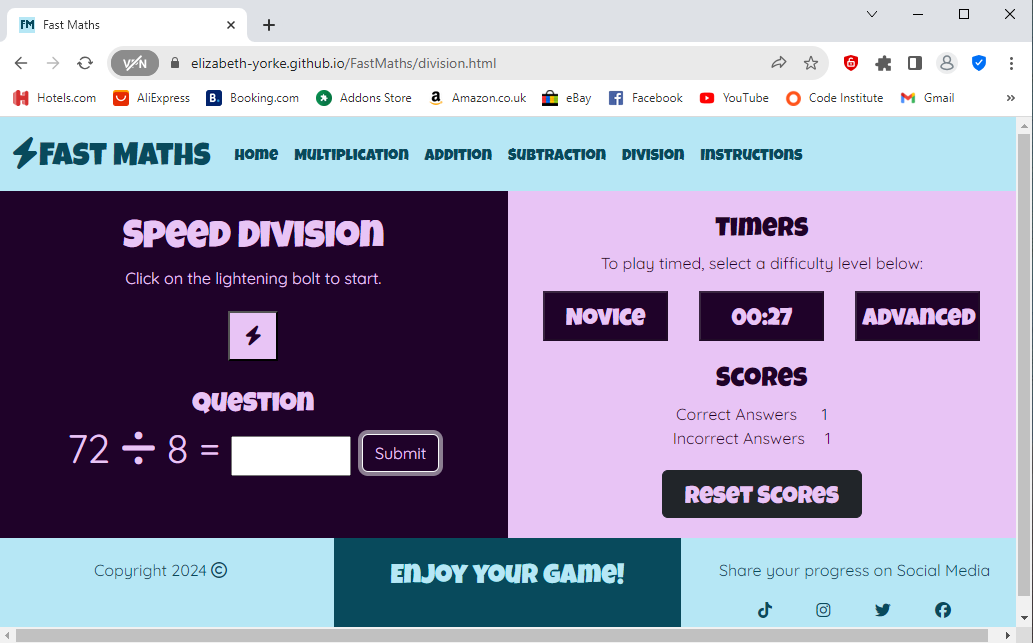 FM Fast Maths
VPN elizabeth-yorke.github.io/FastMaths/division.html
Hotels.com AliExpress B. Booking.com Addons Store a Amazon.co.uk eBay Facebook YouTube Code Institute Gmail »
FAST MATHS Home Multiplication Addition Subtraction Division Instructions
Speed Division
Click on the lightening bolt to start.
Question
72 ÷ 8 = Submit
Timers
To play timed, select a difficulty level below:
Novice 00:27 Advanced
Scores
Correct Answers 1
Incorrect Answers 1
Reset Scores
Copyright 2024 ©
Enjoy your Game!
Share your progress on Social Media